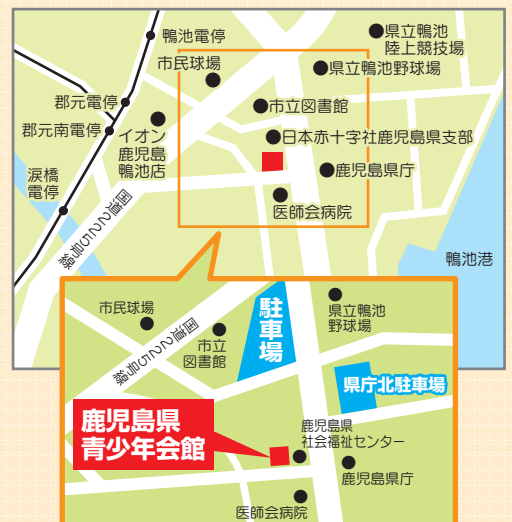 鴨池電停
県立鴨池
陸上競技場
市民球場
県立鴨池野球場
郡元電停
市立図書館
郡元南電停
イオン
鹿児島
鴨池店
日本赤十字社鹿児島県支部
涙橋
電停
鹿児島県庁
医師会病院
国道225号線
鴨池港
市民球場
駐車場
県立鴨池
野球場
国道225号線
市立
図書館
県庁北駐車場
鹿児島県
青少年会館
鹿児島県
社会福祉センター
鹿児島県庁
医師会病院